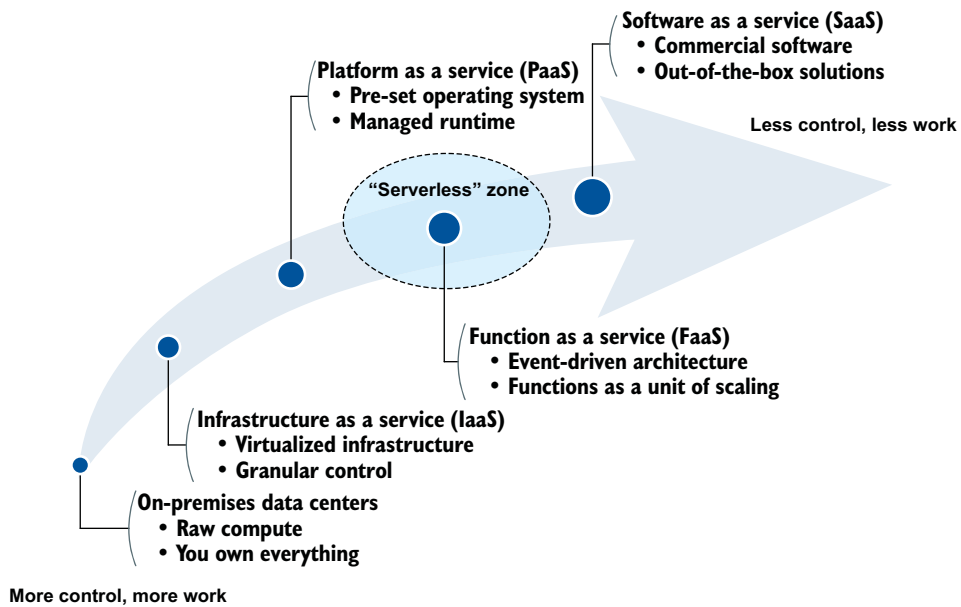 Software as a service (SaaS)
• Commercial software
• Out-of-the-box solutions
Platform as a service (PaaS)
• Pre-set operating system
• Managed runtime
Less control, less work
“Serverless” zone
Function as a service (FaaS)
• Event-driven architecture
• Functions as a unit of scaling
Infrastructure as a service (IaaS)
• Virtualized infrastructure
• Granular control
On-premises data centers
• Raw compute
• You own everything
More control, more work